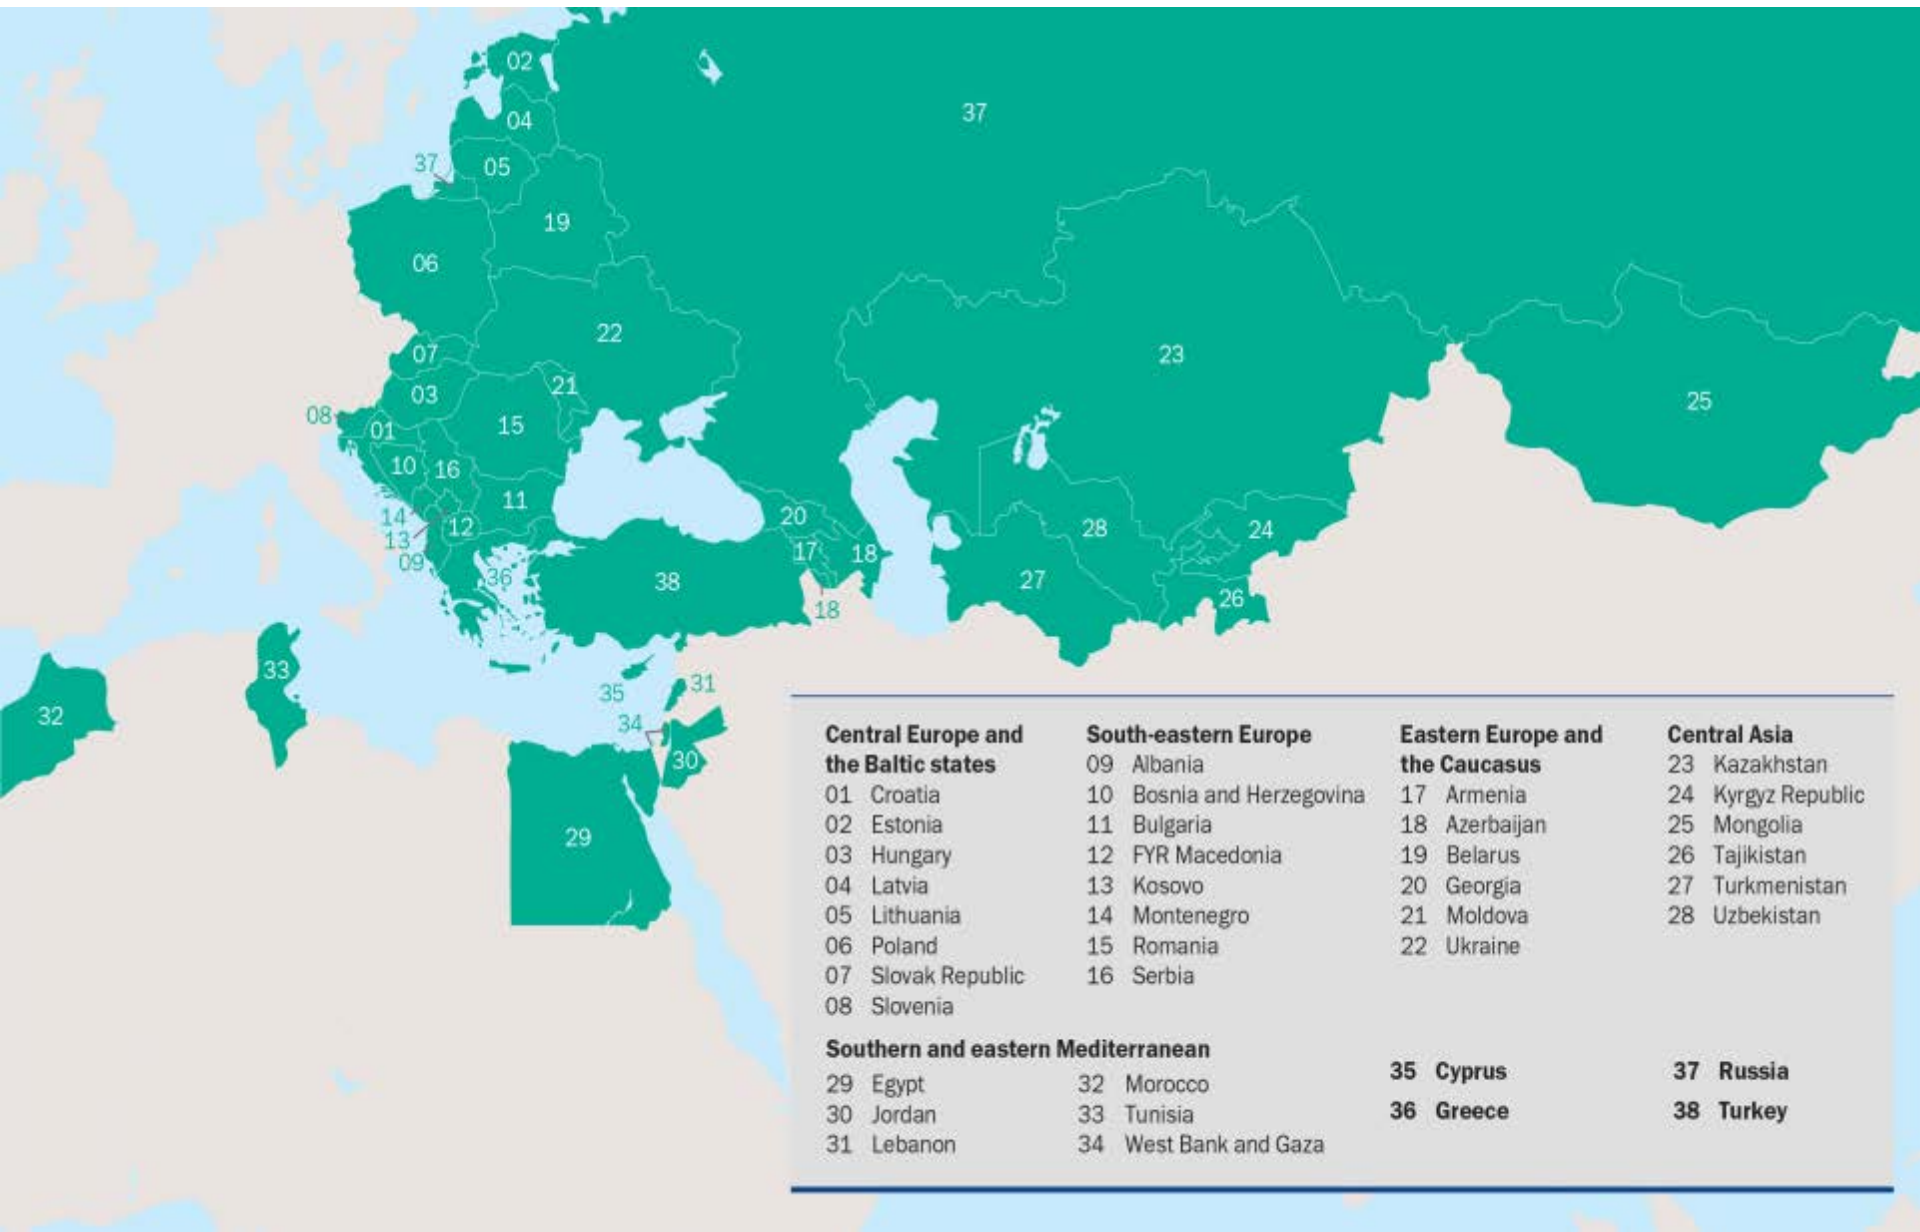 02
37
04
37
05
19
06
22
07
23
03
21
25
08
01
15
10
16
11
14
12
20
28
24
13
17
18
09
36
38
27
26
18
33
31
35
32
34
30
29
Central Europe and
the Baltic states
01 Croatia
02 Estonia
03 Hungary
04 Latvia
05 Lithuania
06 Poland
07 Slovak Republic
08 Slovenia
South-eastern Europe
09 Albania
10 Bosnia and Herzegovina
11 Bulgaria
12 FYR Macedonia
13 Kosovo
14 Montenegro
15 Romania
16 Serbia
Eastern Europe and
the Caucasus
17 Armenia
18 Azerbaijan
19 Belarus
20 Georgia
21 Moldova
22 Ukraine
Central Asia
23 Kazakhstan
24 Kyrgyz Republic
25 Mongolia
26 Tajikistan
27 Turkmenistan
28 Uzbekistan
Southern and eastern Mediterranean
29 Egypt
30 Jordan
31 Lebanon
32 Morocco
33 Tunisia
34 West Bank and Gaza
35 Cyprus
36 Greece
37 Russia
38 Turkey